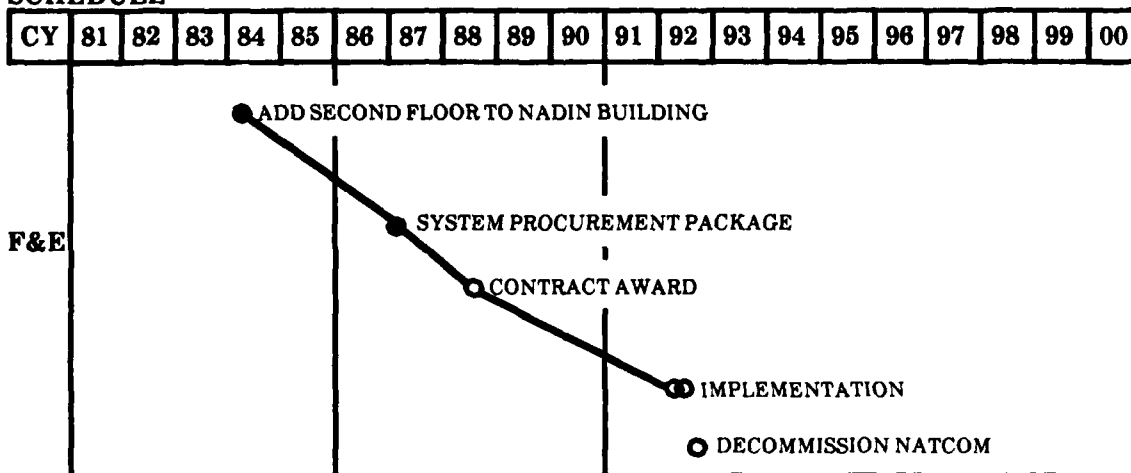 CY 81 82 83 84 85 86 87 88 89 90 91 92 93 94 95 96 97 98 99 00
ADD SECOND FLOOR TO NADIN BUILDING
SYSTEM PROCUREMENT PACKAGE
F&E
CONTRACT AWARD
IMPLEMENTATION
DECOMMISSION NATCOM